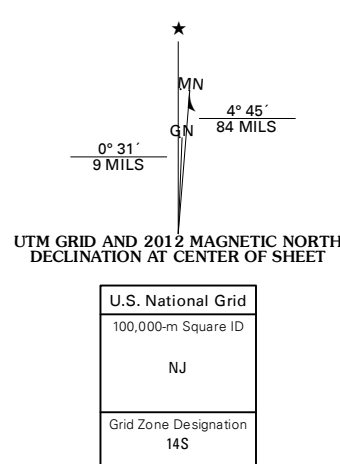 ★
MN
4° 45´
84 MILS
GN
0° 31´
9 MILS
UTM GRID AND 2012 MAGNETIC NORTH
DECLINATION AT CENTER OF SHEET
U.S. National Grid
100,000-m Square ID
NJ
Grid Zone Designation
14S